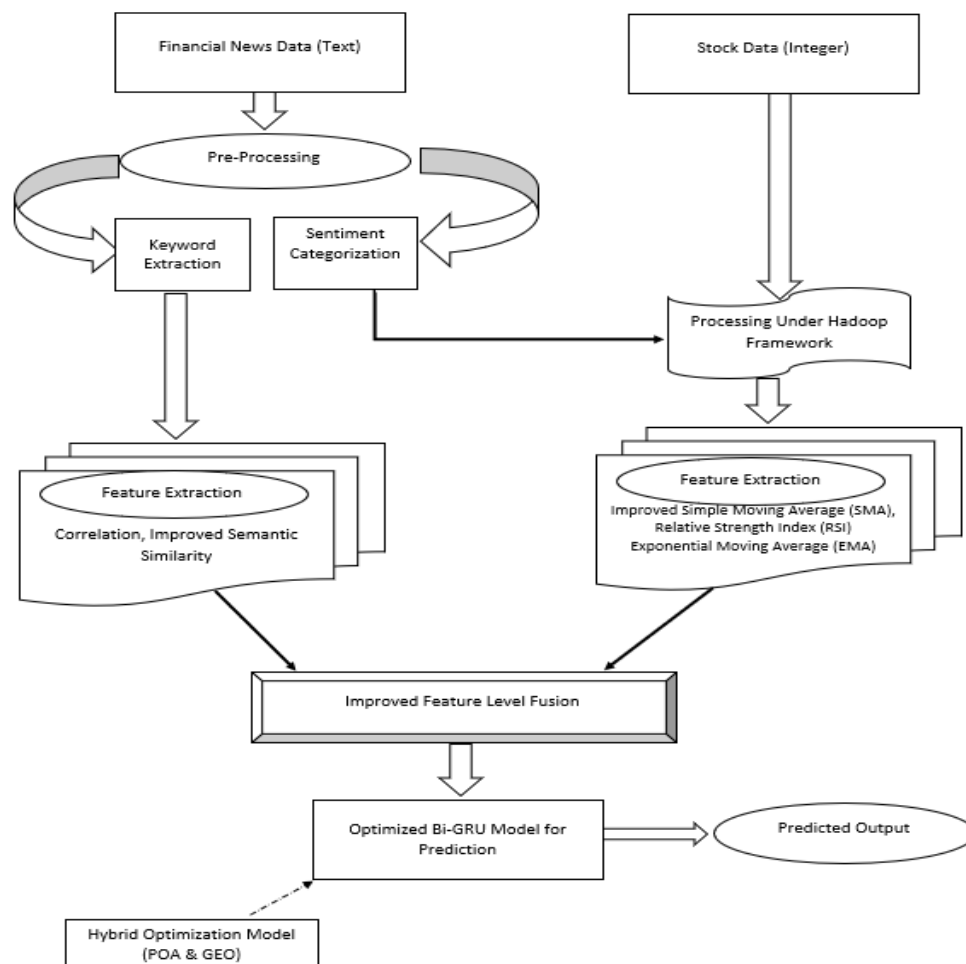 Financial News Data (Text)
Stock Data (Integer)
Pre-Processing
Keyword
Extraction
Sentiment
Categorization
Processing Under Hadoop
Framework
Feature Extraction
Correlation, Improved Semantic
Similarity
Feature Extraction
Improved Simple Moving Average (SMA),
Relative Strength Index (RSI)
Exponential Moving Average (EMA)
Improved Feature Level Fusion
Optimized Bi-GRU Model for
Prediction
Predicted Output
Hybrid Optimization Model
(POA & GEO)